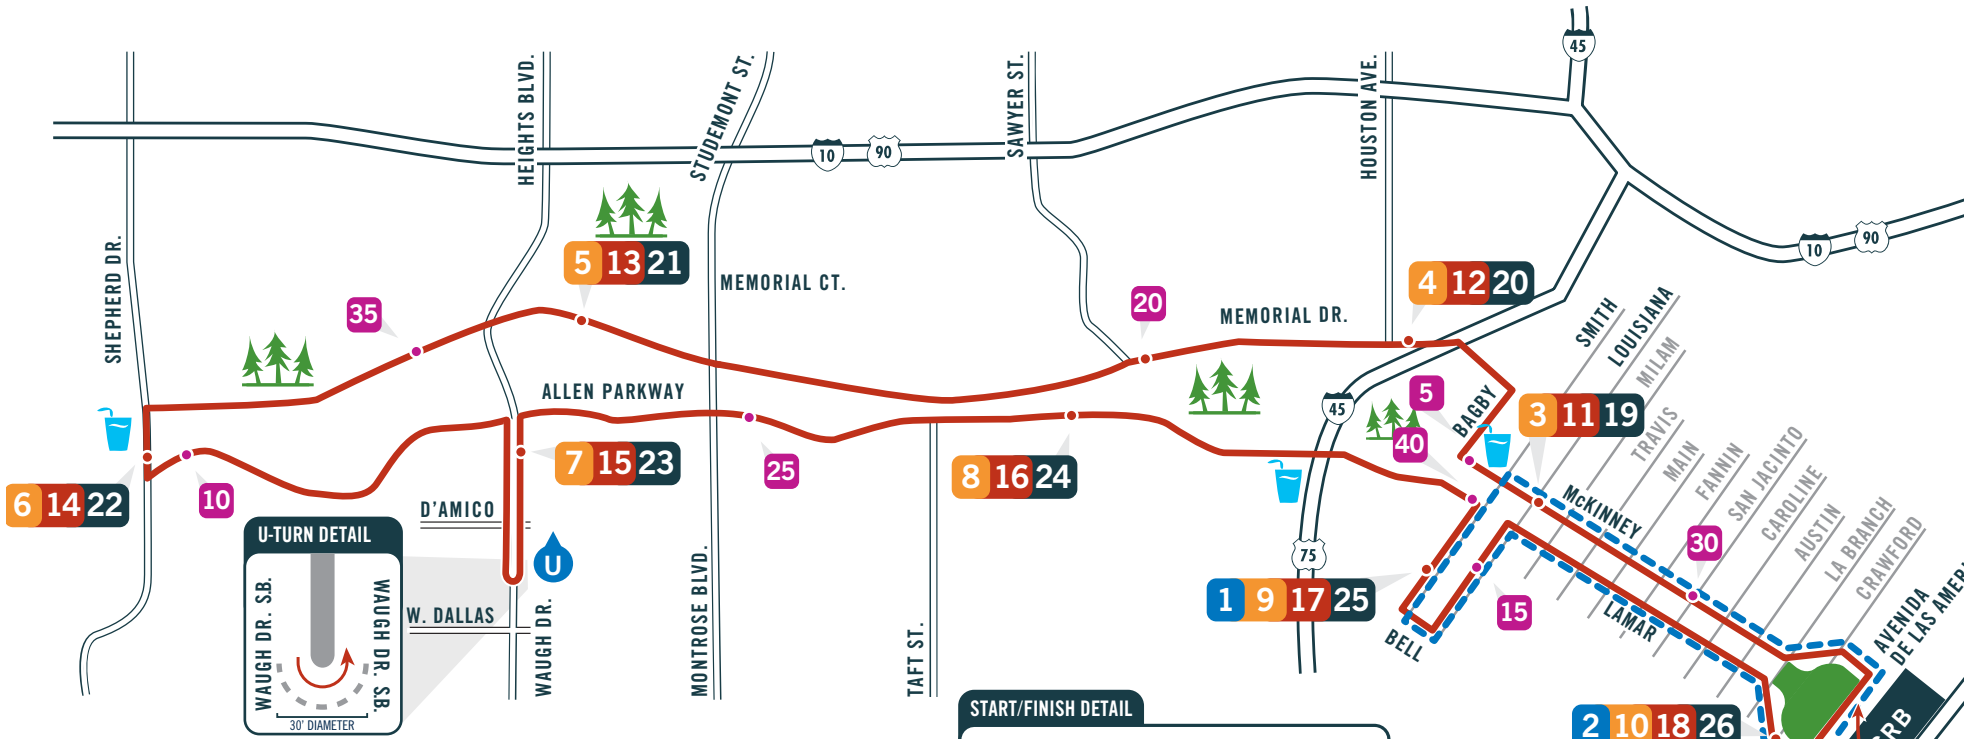 45
HEIGHTS BLVD.
STUDEMONT ST.
SAWYER ST.
HOUSTON AVE.
10
90
SHEPHERD DR.
5 13 21
MEMORIAL CT.
10
90
4 12 20
35
20
MEMORIAL DR.
SMITH
LOUISIANA
MILAM
TRAVIS
MAIN
FANNIN
SAN JACINTO
CAROLINE
AUSTIN
LA BRANCH
CRAWFORD
ALLEN PARKWAY
45
5
BAGBY
40
3 11 19
McKINNEY
6 14 22
10
7 15 23
25
8 16 24
D'AMICO
U
U-TURN DETAIL
WAUGH DR. S.B.
WAUGH DR. S.B.
30' DIAMETER
W. DALLAS
WAUGH DR.
MONTROSE BLVD.
TAFT ST.
75
1 9 17 25
15
30
BELL
LAMAR
AVENIDA
DE LAS AMER
START/FINISH DETAIL
2 10 18 26
GRB